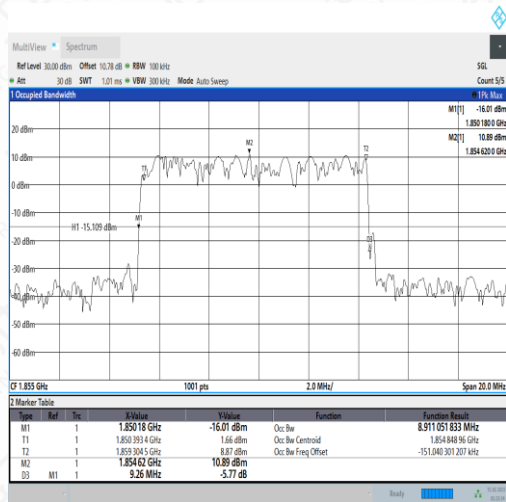 MultiView Spectrum
Ref Level 30.00 dBm Offset 10.78 dB RBW 100 kHz SGL
Att 30 dB SWT 1.01 ms VBW 300 kHz Mode Auto Sweep Count 5/5
1 Occupied Bandwidth 1Pk Max
M1[1] -16.01 dBm
1.850 180 0 GHz
M2[1] 10.89 dBm
1.854 620 0 GHz
20 dBm
M2
T2
10 dBm
T1
0 dBm
-10 dBm
M1
H1 -15.109 dBm
-20 dBm
D3
-30 dBm
-40 dBm
-50 dBm
-60 dBm
CF 1.855 GHz 1001 pts 2.0 MHz/ Span 20.0 MHz
2 Marker Table
Type Ref Trc X-Value Y-Value Function Function Result
M1 1 1.85018 GHz -16.01 dBm Occ Bw 8.911 051 833 MHz
T1 1 1.850 393 4 GHz 1.66 dBm Occ Bw Centroid 1.854 848 96 GHz
T2 1 1.859 304 5 GHz 8.87 dBm Occ Bw Freq Offset -151.040 301 207 kHz
M2 1 1.85462 GHz 10.89 dBm
D3 M1 1 9.26 MHz -5.77 dB
Ready